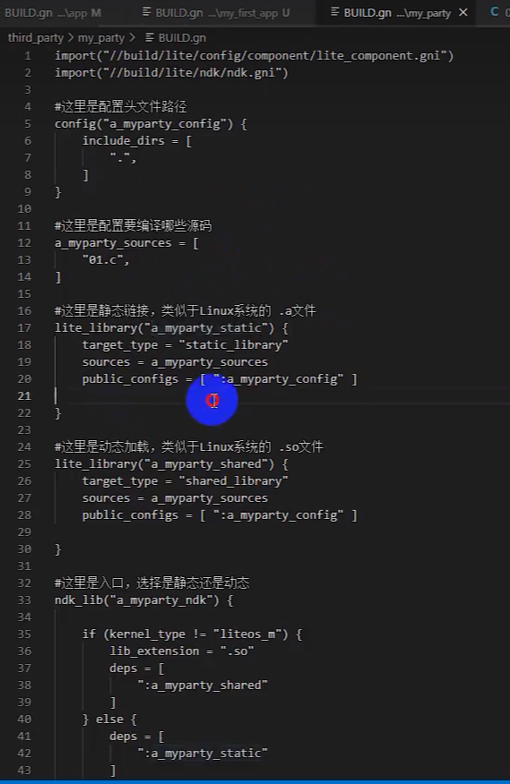 BUILD.gn ...\app M
BUILD.gn ...\my_first_app U
BUILD.gn ...\my_party
C
third_party > my_party > BUILD.gn
1 import("//build/lite/config/component/lite_component.gni")
2 import("//build/lite/ndk/ndk.gni")
3
4 #这里是配置头文件路径
5 config("a_myparty_config") {
6 include_dirs = [
7 ".",
8 ]
9 }
10
11 #这里是配置要编译哪些源码
12 a_myparty_sources = [
13 "01.c",
14 ]
15
16 #这里是静态链接，类似于Linux系统的 .a文件
17 lite_library("a_myparty_static") {
18 target_type = "static_library"
19 sources = a_myparty_sources
20 public_configs = [ ":a_myparty_config" ]
21
22 }
23
24 #这里是动态加载，类似于Linux系统的 .so文件
25 lite_library("a_myparty_shared") {
26 target_type = "shared_library"
27 sources = a_myparty_sources
28 public_configs = [ ":a_myparty_config" ]
29
30 }
31
32 #这里是入口，选择是静态还是动态
33 ndk_lib("a_myparty_ndk") {
34
35 if (kernel_type != "liteos_m") {
36 lib_extension = ".so"
37 deps = [
38 ":a_myparty_shared"
39 ]
40 } else {
41 deps = [
42 ":a_myparty_static"
43 ]